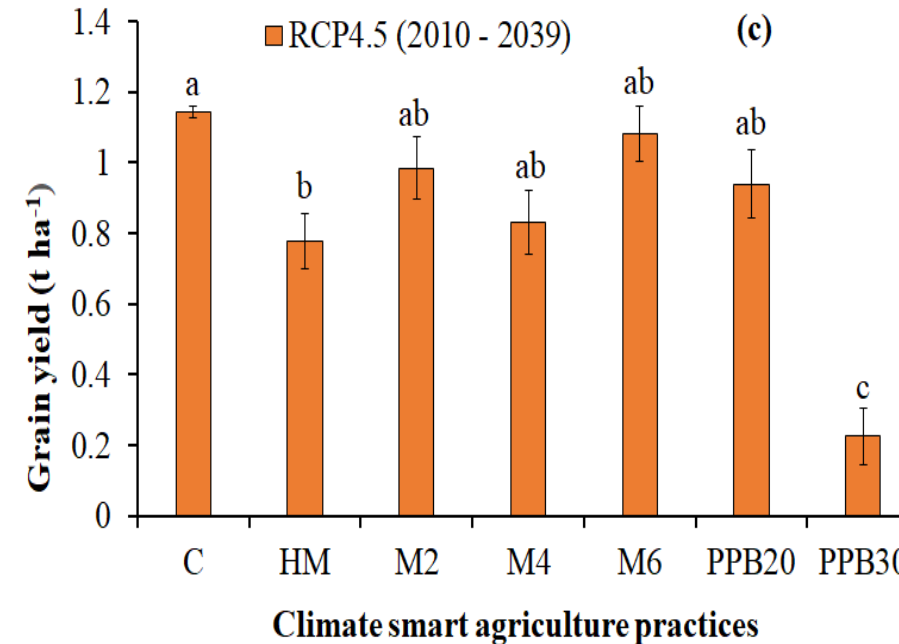 1.4
RCP4.5 (2010 - 2039)
(c)
1.2
a
ab
ab
ab
1
b
ab
0.8
0.6
0.4
c
0.2
0
Grain yield (t ha⁻¹)
C HM M2 M4 M6 PPB20 PPB30
Climate smart agriculture practices